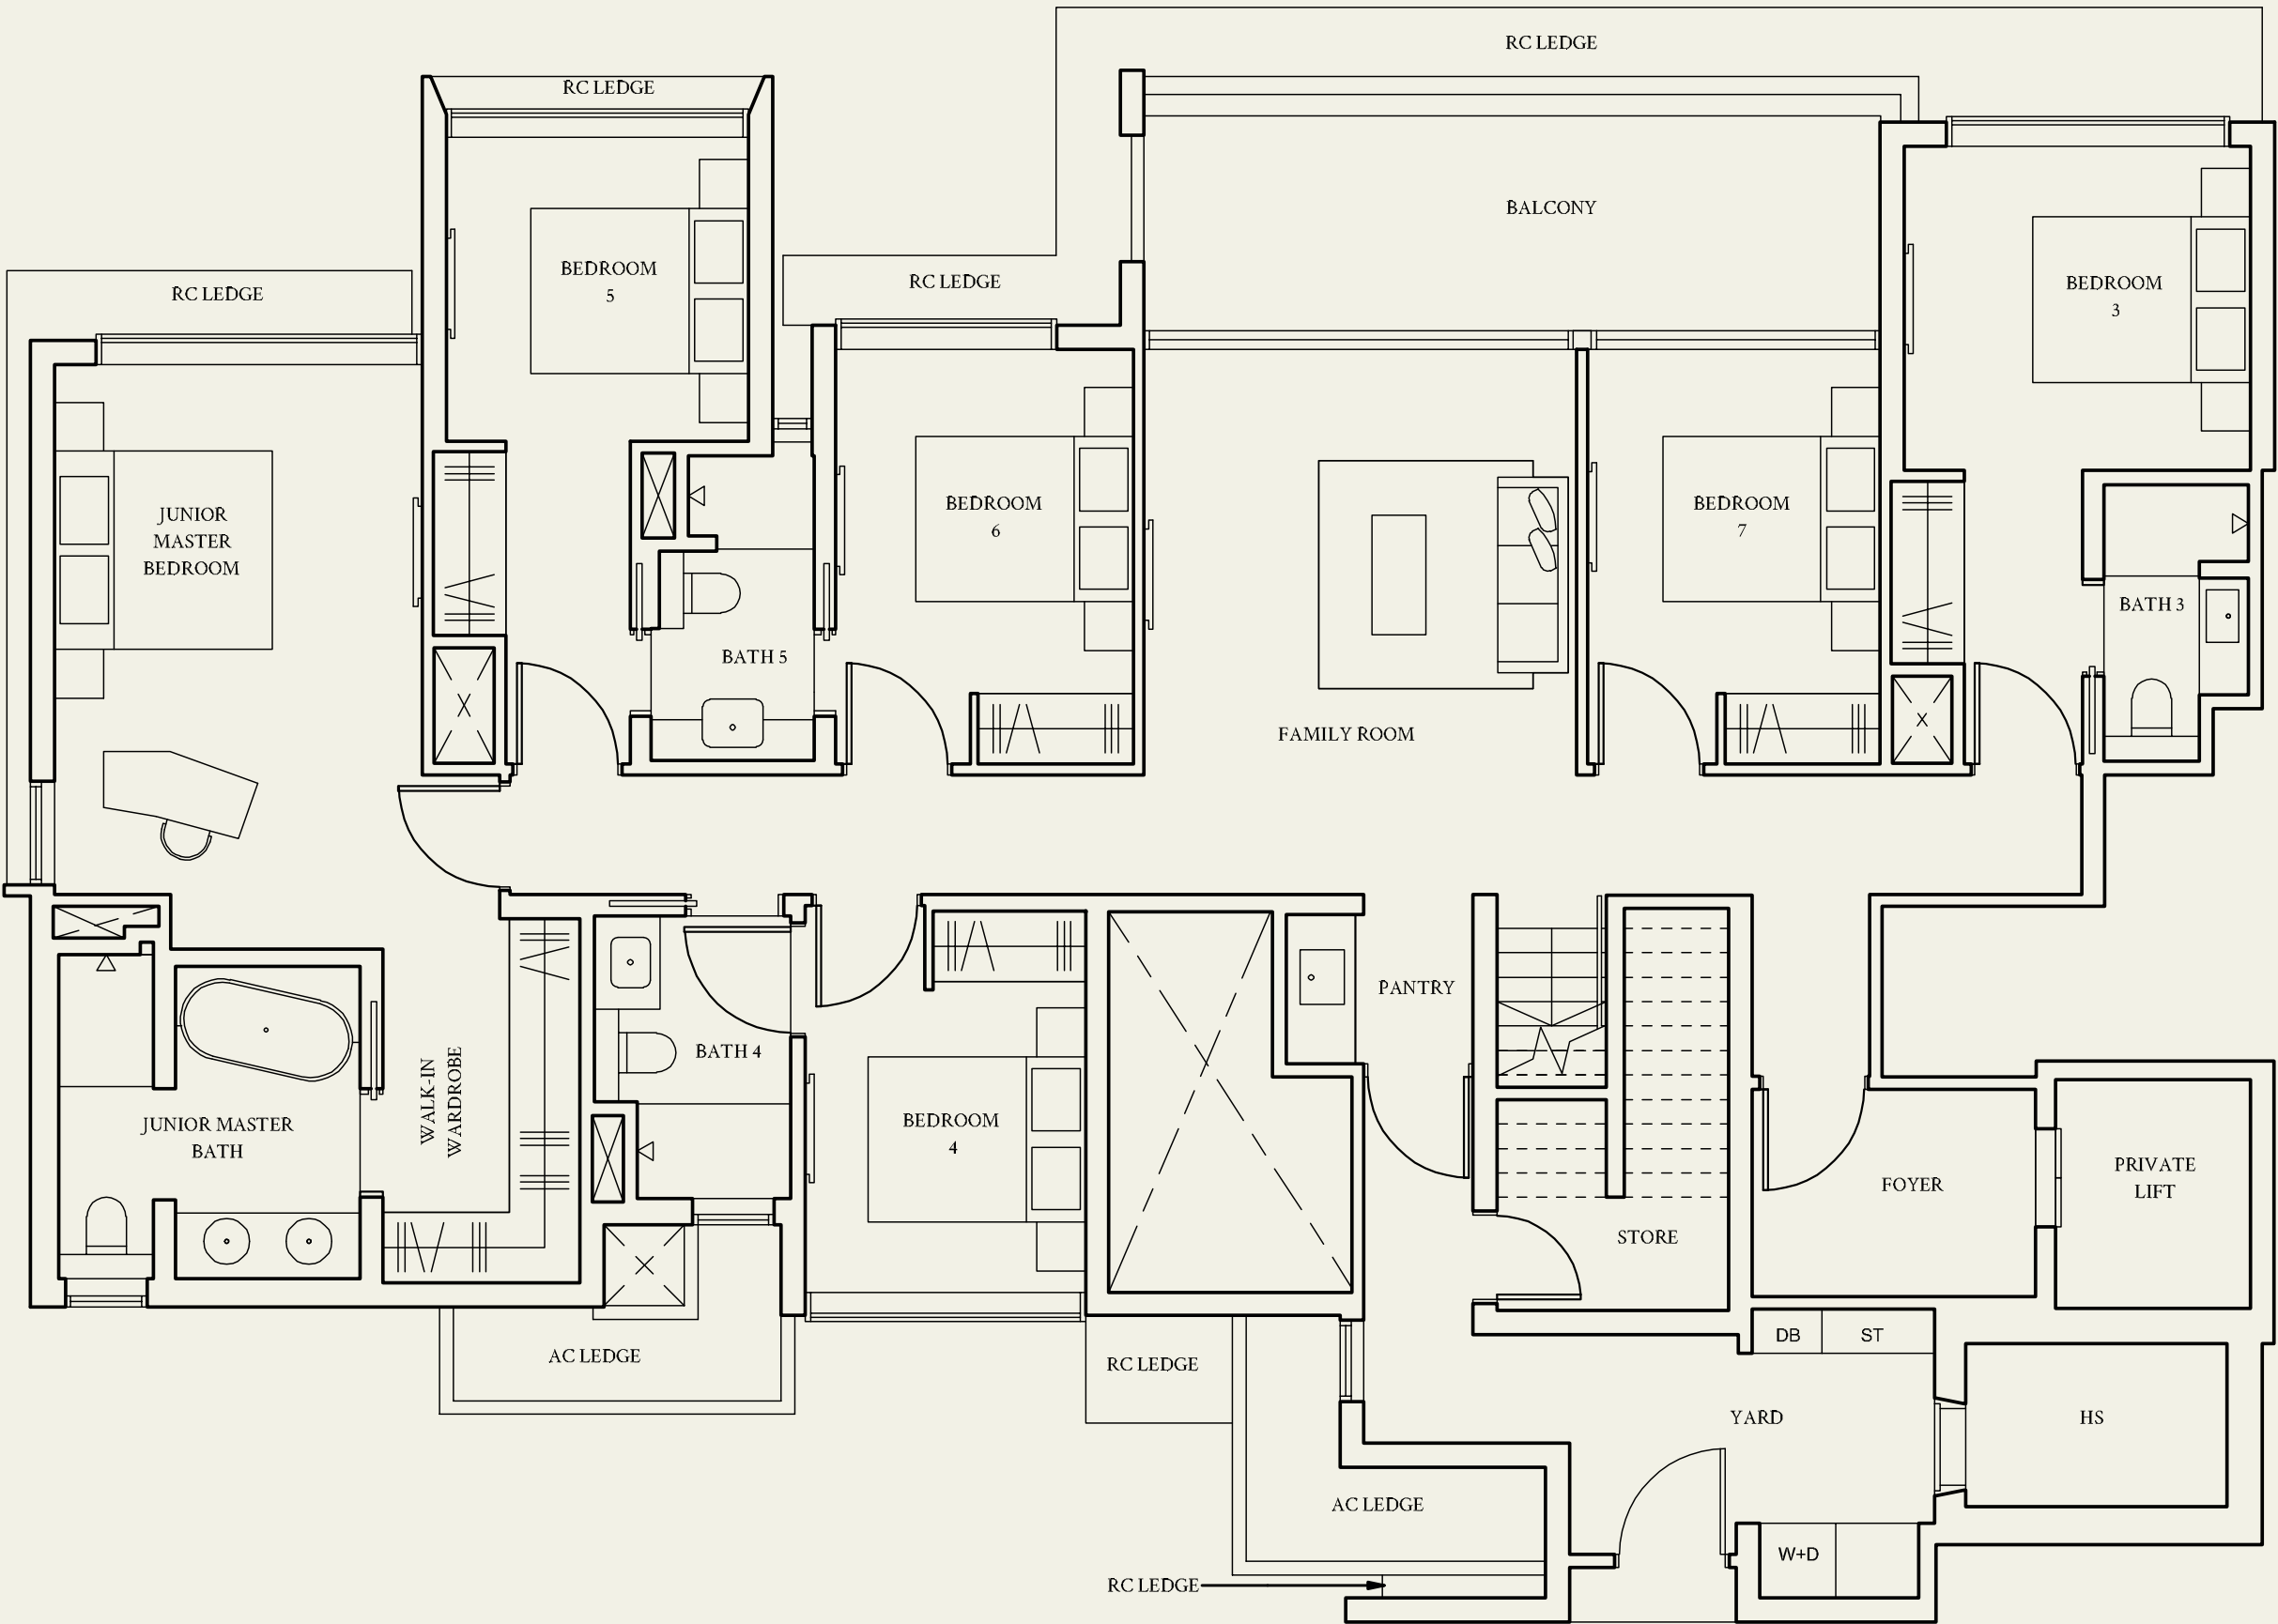 RC LEDGE
RC LEDGE
BALCONY
BEDROOM
5
RC LEDGE
RC LEDGE
BEDROOM
3
JUNIOR
MASTER
BEDROOM
BEDROOM
6
BEDROOM
7
BATH 3
BATH 5
FAMILY ROOM
PANTRY
WALK-IN
WARDROBE
BATH 4
JUNIOR MASTER
BATH
BEDROOM
4
STORE
FOYER
PRIVATE
LIFT
DB
ST
AC LEDGE
RC LEDGE
YARD
HS
AC LEDGE
W+D
RC LEDGE